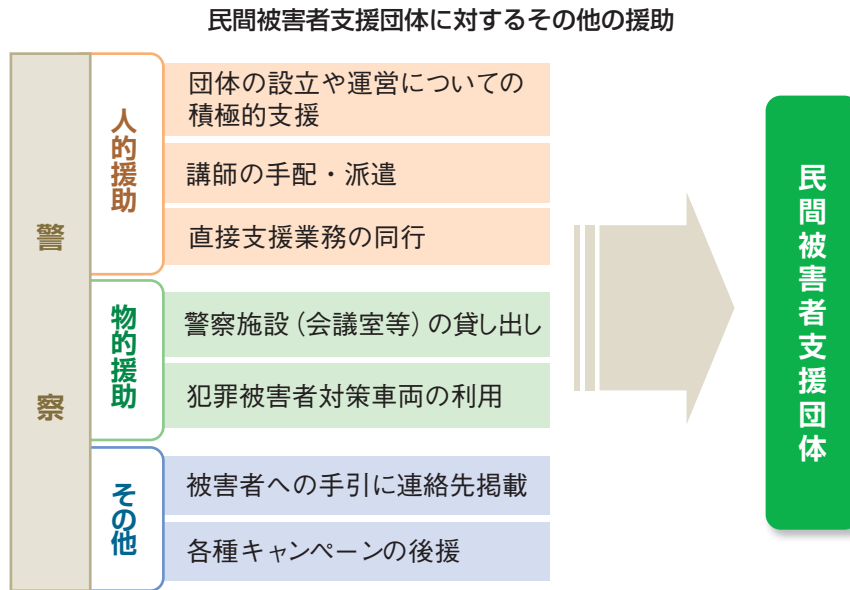 民間被害者支援団体に対するその他の援助
警察
人的援助
団体の設立や運営についての
積極的支援
講師の手配・派遣
直接支援業務の同行
物的援助
警察施設（会議室等）の貸し出し
犯罪被害者対策車両の利用
その他
被害者への手引に連絡先掲載
各種キャンペーンの後援
民間被害者支援団体